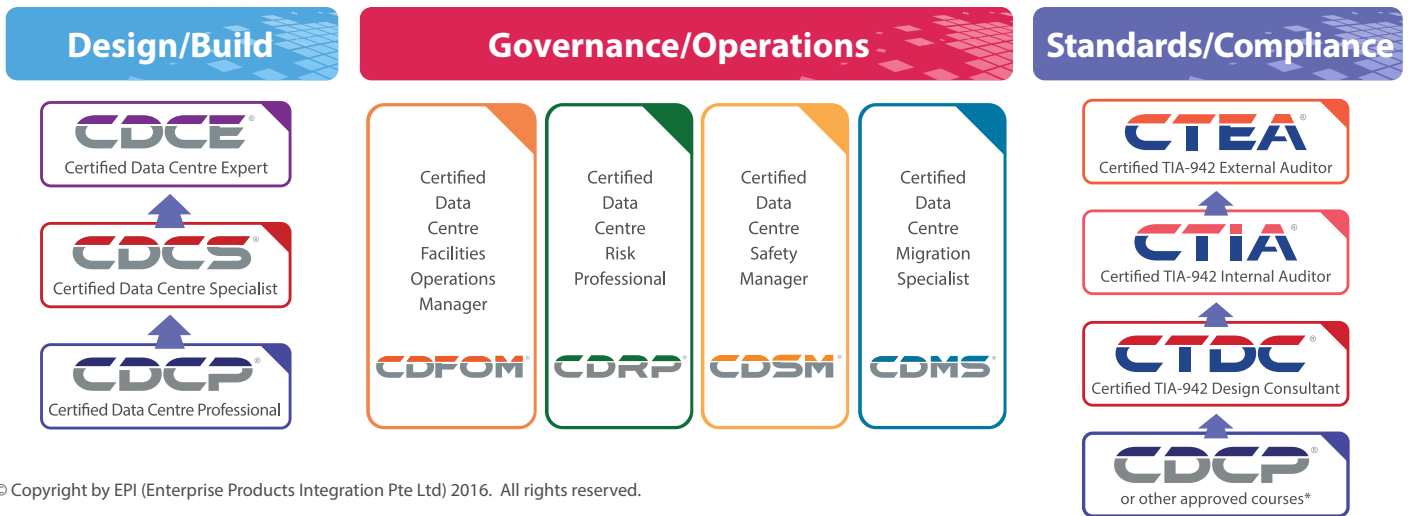 Design/Build
Governance/Operations
Standards/Compliance
CDCE®
Certified Data Centre Expert
CDCS®
Certified Data Centre Specialist
CDCP®
Certified Data Centre Professional
Certified
Data
Centre
Facilities
Operations
Manager
CDFOM®
Certified
Data
Centre
Risk
Professional
CDRP®
Certified
Data
Centre
Safety
Manager
CDSM®
Certified
Data
Centre
Migration
Specialist
CDMS®
CTEA®
Certified TIA-942 External Auditor
CTIA®
Certified TIA-942 Internal Auditor
CTDC®
Certified TIA-942 Design Consultant
CDCP®
or other approved courses*
© Copyright by EPI (Enterprise Products Integration Pte Ltd) 2016. All rights reserved.